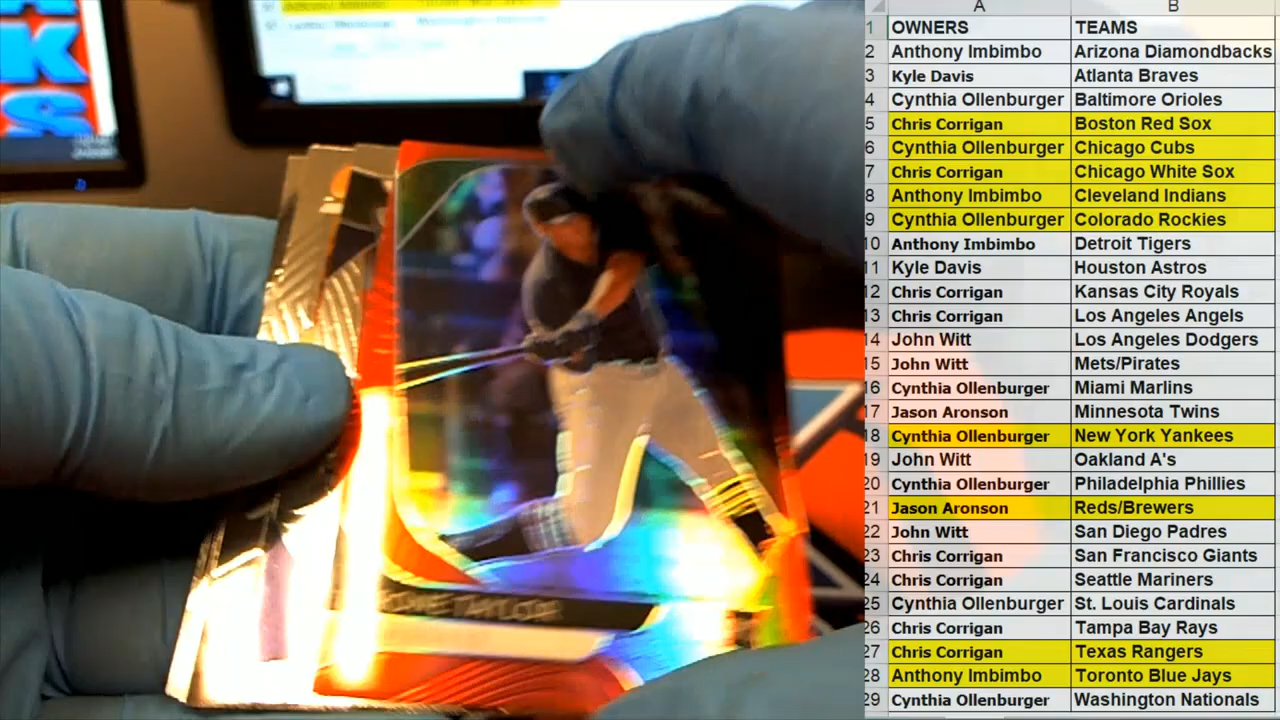 K
S
A B
1 OWNERS TEAMS
2 Anthony Imbimbo Arizona Diamondbacks
3 Kyle Davis Atlanta Braves
4 Cynthia Ollenburger Baltimore Orioles
5 Chris Corrigan Boston Red Sox
6 Cynthia Ollenburger Chicago Cubs
7 Chris Corrigan Chicago White Sox
8 Anthony Imbimbo Cleveland Indians
9 Cynthia Ollenburger Colorado Rockies
10 Anthony Imbimbo Detroit Tigers
11 Kyle Davis Houston Astros
12 Chris Corrigan Kansas City Royals
13 Chris Corrigan Los Angeles Angels
14 John Witt Los Angeles Dodgers
15 John Witt Mets/Pirates
16 Cynthia Ollenburger Miami Marlins
17 Jason Aronson Minnesota Twins
18 Cynthia Ollenburger New York Yankees
19 John Witt Oakland A's
20 Cynthia Ollenburger Philadelphia Phillies
21 Jason Aronson Reds/Brewers
22 John Witt San Diego Padres
23 Chris Corrigan San Francisco Giants
24 Chris Corrigan Seattle Mariners
25 Cynthia Ollenburger St. Louis Cardinals
26 Chris Corrigan Tampa Bay Rays
27 Chris Corrigan Texas Rangers
28 Anthony Imbimbo Toronto Blue Jays
29 Cynthia Ollenburger Washington Nationals
TAYLOR